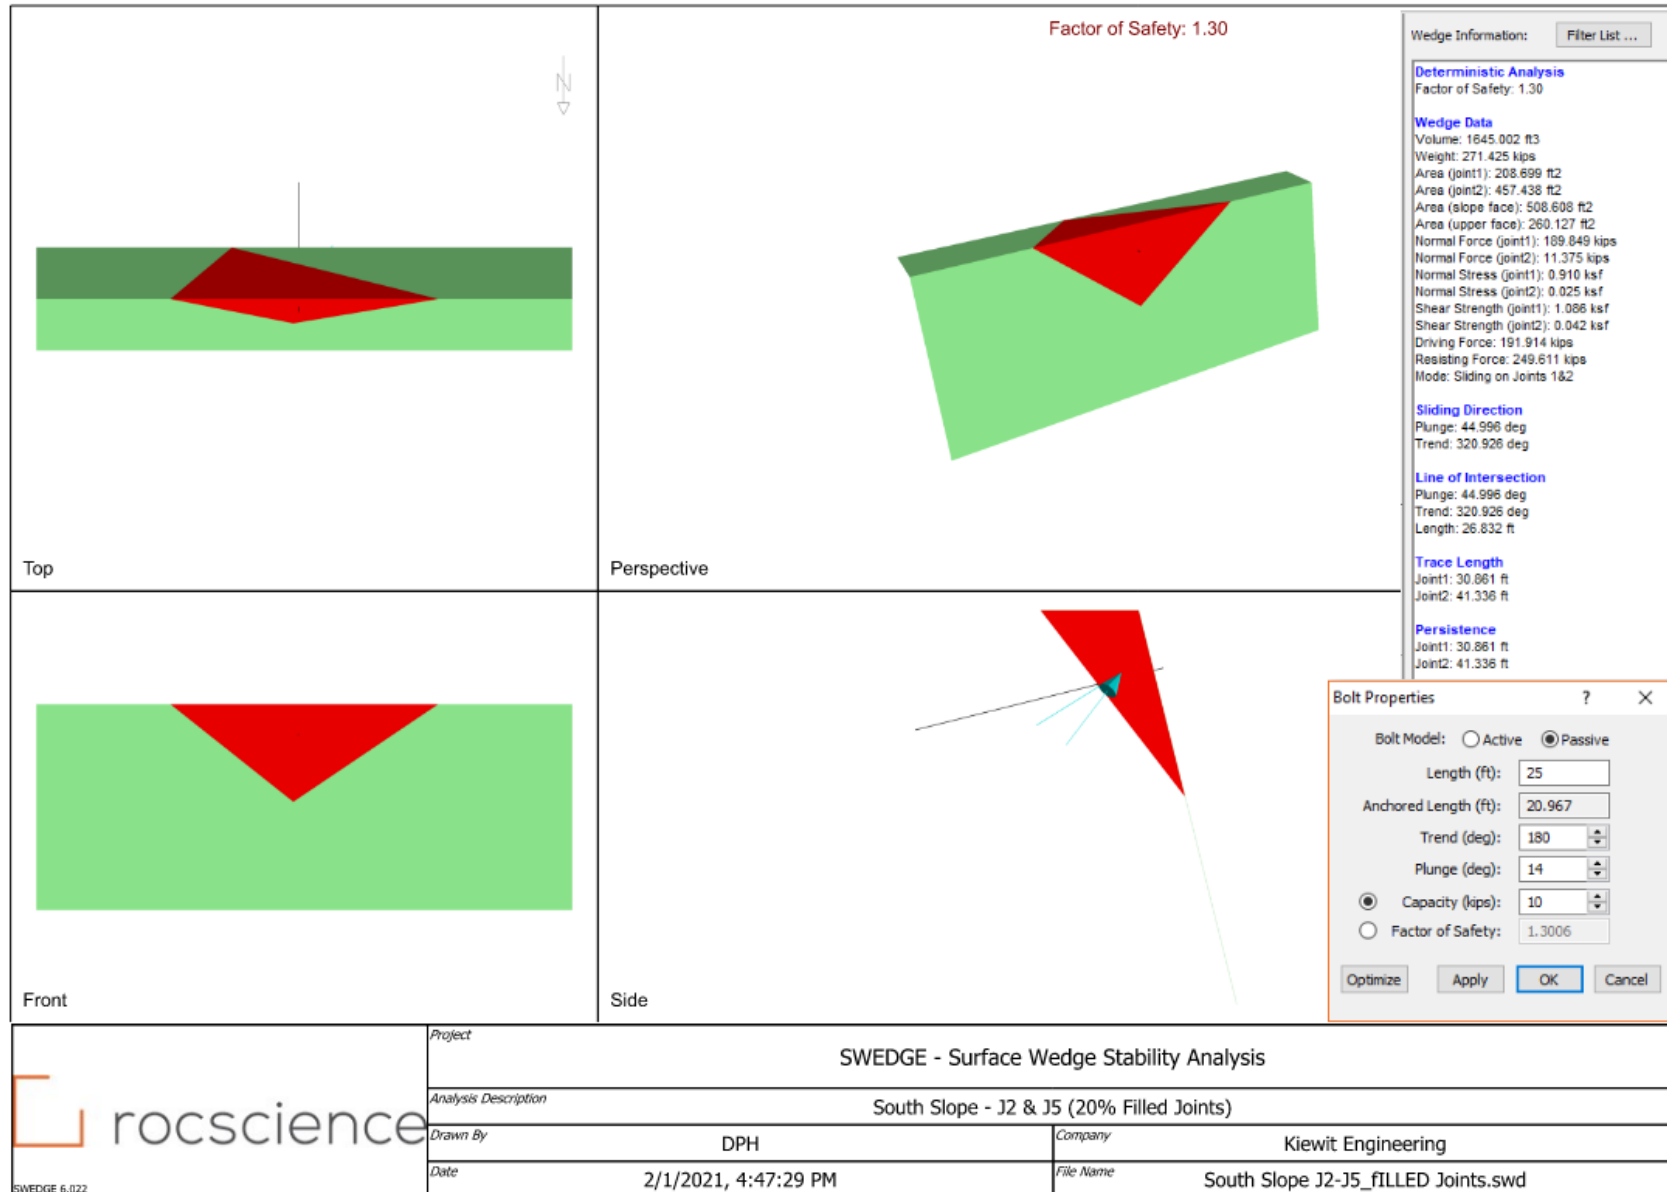 Factor of Safety: 1.30
N
Top
Perspective
Front
Side
Wedge Information:
Filter List ...
Deterministic Analysis
Factor of Safety: 1.30
Wedge Data
Volume: 1645.002 ft3
Weight: 271.425 kips
Area (joint1): 208.699 ft2
Area (joint2): 457.438 ft2
Area (slope face): 508.608 ft2
Area (upper face): 260.127 ft2
Normal Force (joint1): 189.849 kips
Normal Force (joint2): 11.375 kips
Normal Stress (joint1): 0.910 ksf
Normal Stress (joint2): 0.025 ksf
Shear Strength (joint1): 1.086 ksf
Shear Strength (joint2): 0.042 ksf
Driving Force: 191.914 kips
Resisting Force: 249.611 kips
Mode: Sliding on Joints 1&2
Sliding Direction
Plunge: 44.996 deg
Trend: 320.926 deg
Line of Intersection
Plunge: 44.996 deg
Trend: 320.926 deg
Length: 26.832 ft
Trace Length
Joint1: 30.861 ft
Joint2: 41.336 ft
Persistence
Joint1: 30.861 ft
Joint2: 41.336 ft
Bolt Properties ? X
Bolt Model: Active Passive
Length (ft): 25
Anchored Length (ft): 20.967
Trend (deg): 180
Plunge (deg): 14
Capacity (kips): 10
Factor of Safety: 1.3006
Optimize Apply OK Cancel
rocscience
SWEDGE 6.022
Project
SWEDGE - Surface Wedge Stability Analysis
Analysis Description
South Slope - J2 & J5 (20% Filled Joints)
Drawn By
DPH
Company
Kiewit Engineering
Date
2/1/2021, 4:47:29 PM
File Name
South Slope J2-J5_fILLED Joints.swd